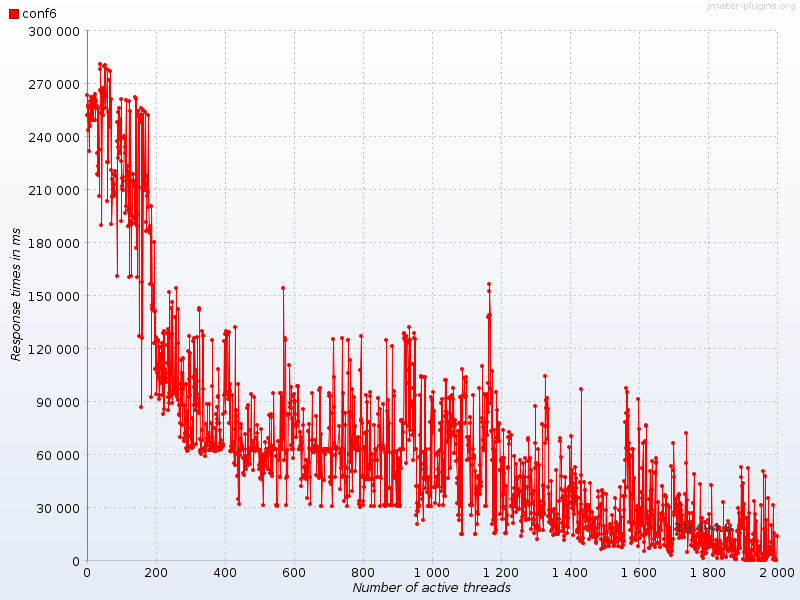 jmeter-plugins.org
conf6
300 000
270 000
240 000
210 000
180 000
150 000
120 000
90 000
60 000
30 000
0
Response times in ms
0 200 400 600 800 1 000 1 200 1 400 1 600 1 800 2 000
Number of active threads